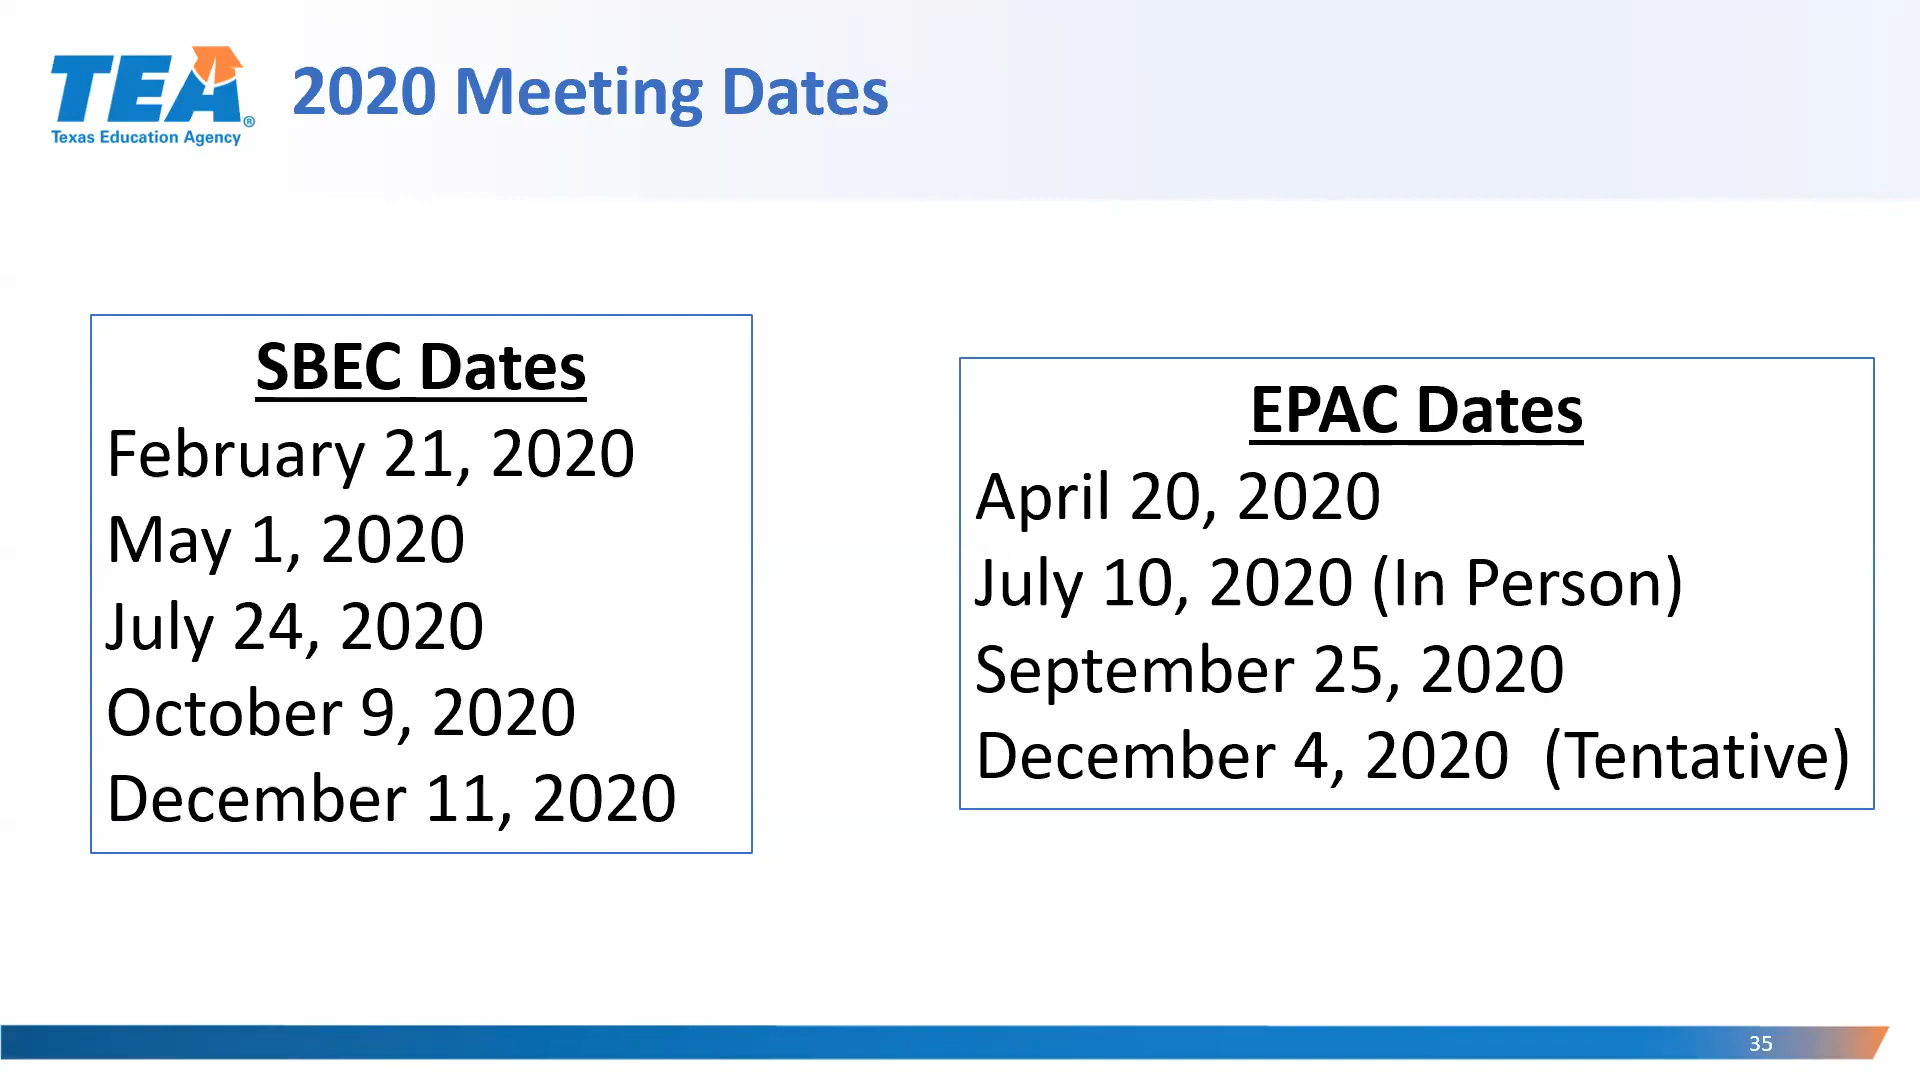 TEA®
Texas Education Agency
2020 Meeting Dates
SBEC Dates
February 21, 2020
May 1, 2020
July 24, 2020
October 9, 2020
December 11, 2020
EPAC Dates
April 20, 2020
July 10, 2020 (In Person)
September 25, 2020
December 4, 2020  (Tentative)
35